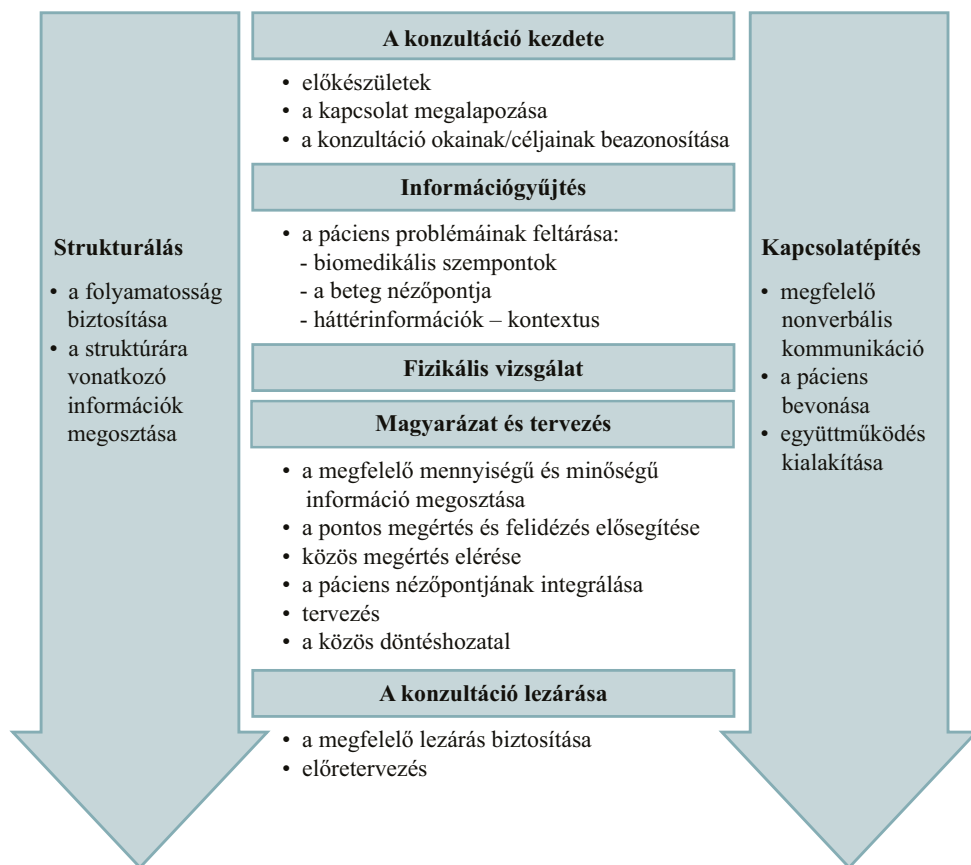 A konzultáció kezdete
• előkészületek
• a kapcsolat megalapozása
• a konzultáció okainak/céljainak beazonosítása
Információgyűjtés
• a páciens problémáinak feltárása:
- biomedikális szempontok
- a beteg nézőpontja
- háttérinformációk – kontextus
Fizikális vizsgálat
Magyarázat és tervezés
• a megfelelő mennyiségű és minőségű
információ megosztása
• a pontos megértés és felidézés elősegítése
• közös megértés elérése
• a páciens nézőpontjának integrálása
• tervezés
• a közös döntéshozatal
A konzultáció lezárása
• a megfelelő lezárás biztosítása
• előretervezés
Strukturálás
• a folyamatosság
biztosítása
• a struktúrára
vonatkozó
információk
megosztása
Kapcsolatépítés
• megfelelő
nonverbális
kommunikáció
• a páciens
bevonása
• együttműködés
kialakítása